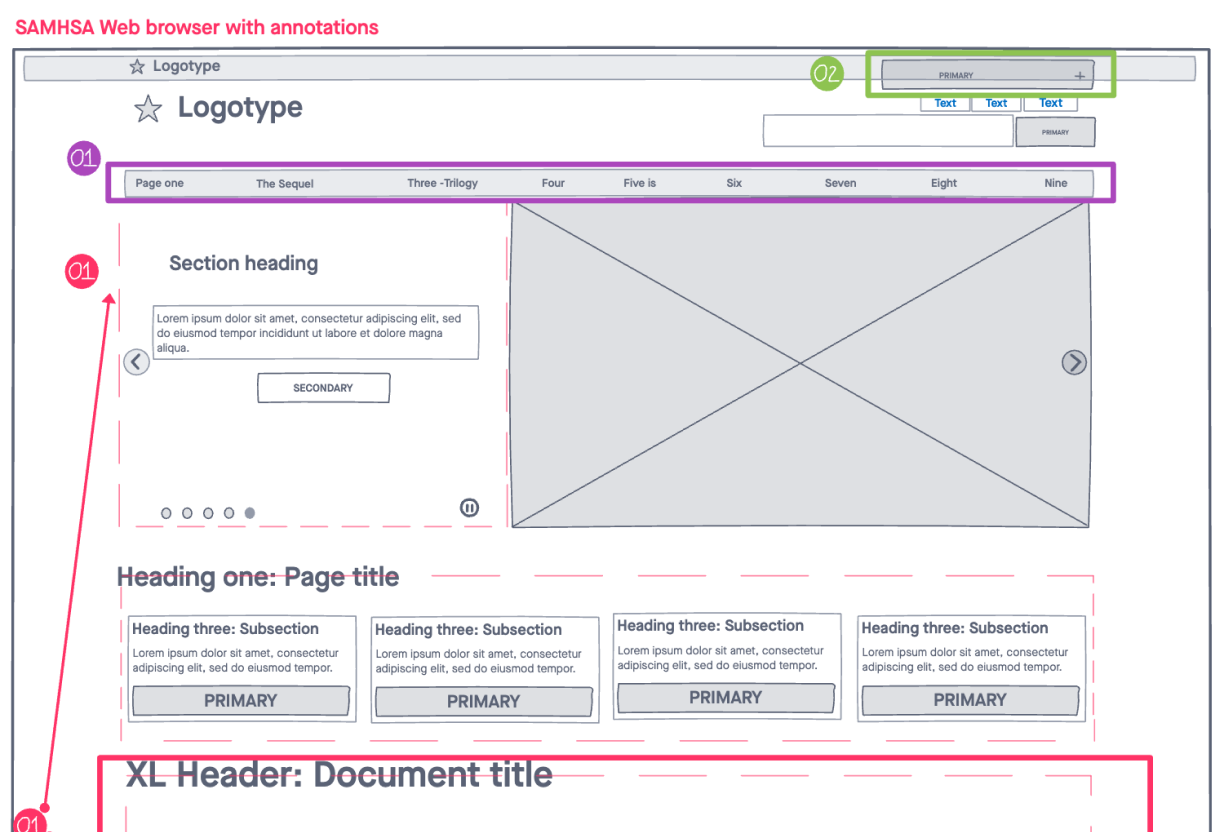 SAMHSA Web browser with annotations
Logotype
02
PRIMARY +
Logotype
Text Text Text
PRIMARY
01
Page one The Sequel Three -Trilogy Four Five is Six Seven Eight Nine
01
Section heading
Lorem ipsum dolor sit amet, consectetur adipiscing elit, sed
do eiusmod tempor incididunt ut labore et dolore magna
aliqua.
SECONDARY
Heading one: Page title
Heading three: Subsection
Lorem ipsum dolor sit amet, consectetur
adipiscing elit, sed do eiusmod tempor.
PRIMARY
Heading three: Subsection
Lorem ipsum dolor sit amet, consectetur
adipiscing elit, sed do eiusmod tempor.
PRIMARY
Heading three: Subsection
Lorem ipsum dolor sit amet, consectetur
adipiscing elit, sed do eiusmod tempor.
PRIMARY
Heading three: Subsection
Lorem ipsum dolor sit amet, consectetur
adipiscing elit, sed do eiusmod tempor.
PRIMARY
XL Header: Document title
01